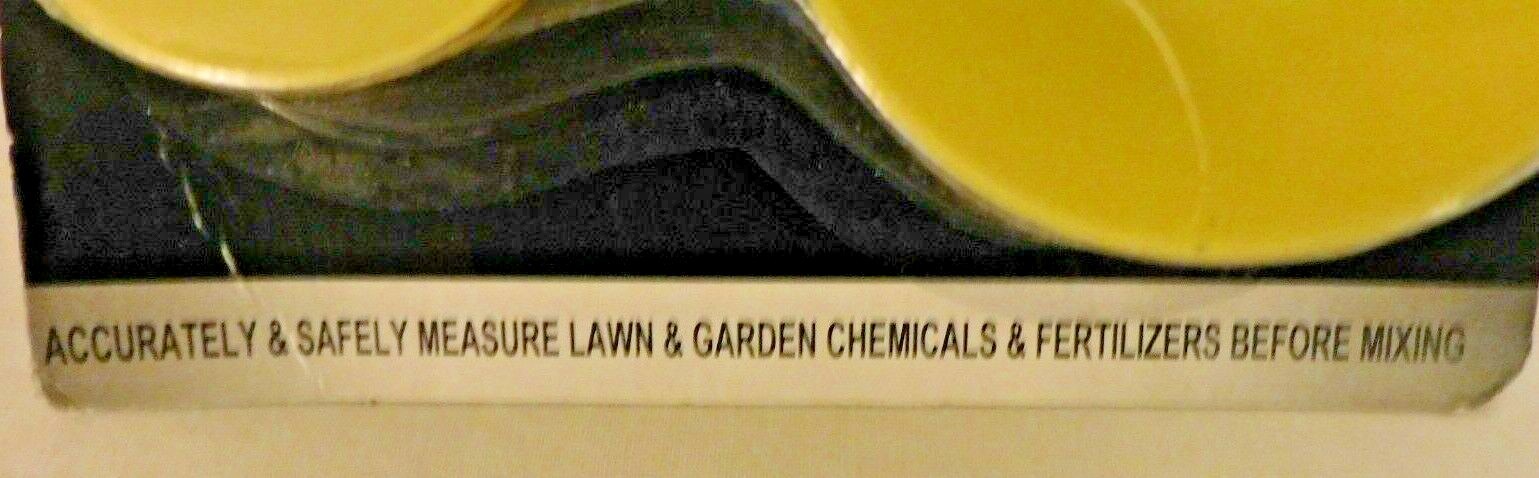 ACCURATELY & SAFELY MEASURE LAWN & GARDEN CHEMICALS & FERTILIZERS BEFORE MIXING